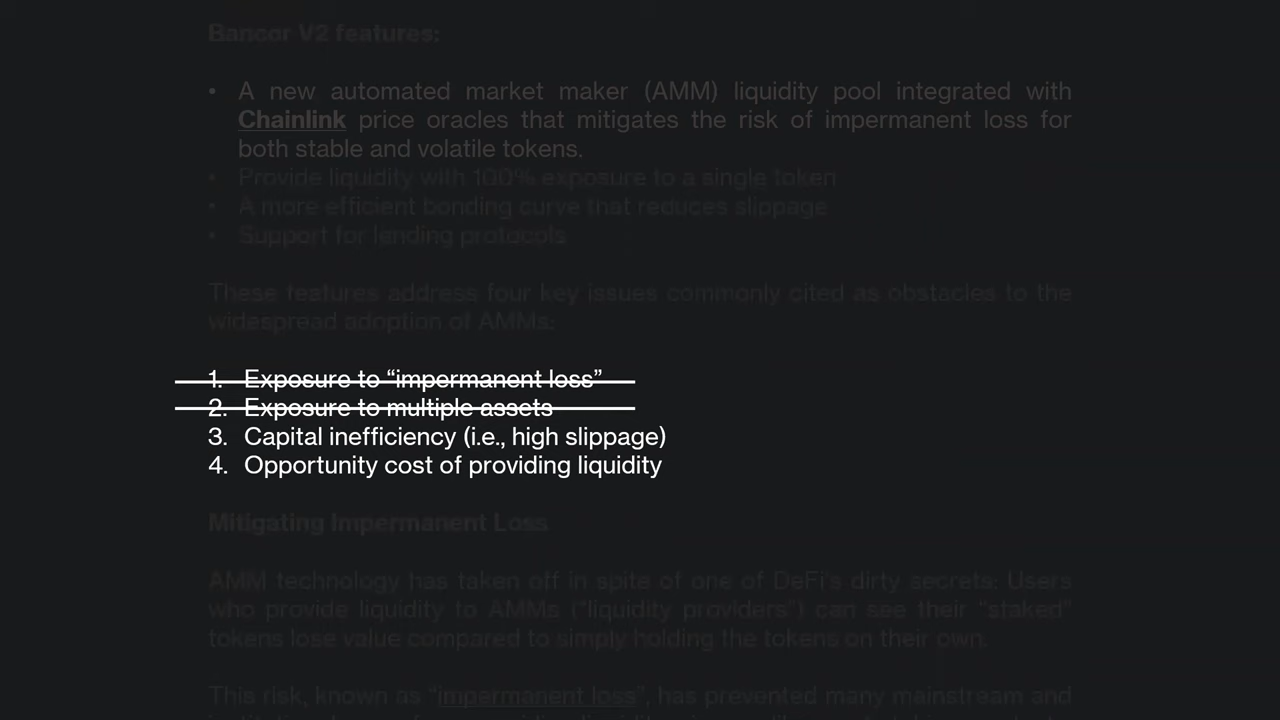 Bancor V2 features:
• A new automated market maker (AMM) liquidity pool integrated with
Chainlink price oracles that mitigates the risk of impermanent loss for
both stable and volatile tokens.
• Provide liquidity with 100% exposure to a single token
• A more efficient bonding curve that reduces slippage
• Support for lending protocols
These features address four key issues commonly cited as obstacles to the
widespread adoption of AMMs:
1. Exposure to “impermanent loss”
2. Exposure to multiple assets
3. Capital inefficiency (i.e., high slippage)
4. Opportunity cost of providing liquidity
Mitigating Impermanent Loss
AMM technology has taken off in spite of one of DeFi’s dirty secrets: Users
who provide liquidity to AMMs (“liquidity providers”) can see their “staked”
tokens lose value compared to simply holding the tokens on their own.
This risk, known as “impermanent loss”, has prevented many mainstream and